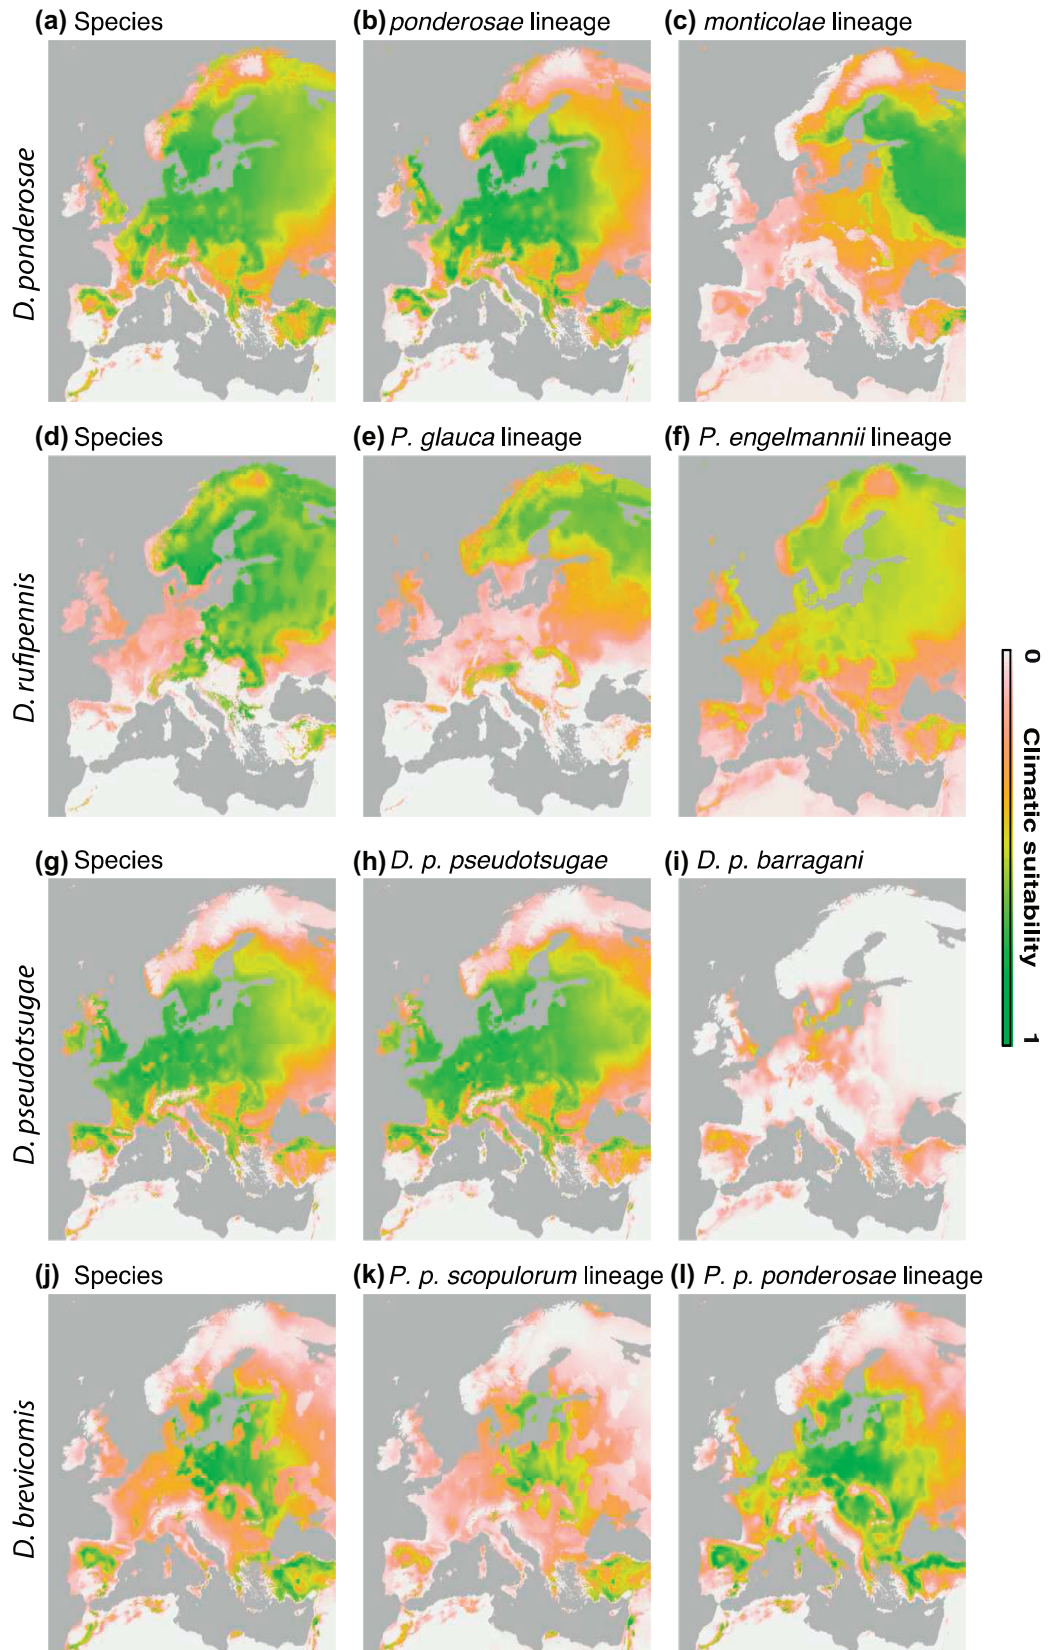 (a) Species
(b) ponderosae lineage
(c) monticolae lineage
D. ponderosae
(d) Species
(e) P. glauca lineage
(f) P. engelmannii lineage
D. rufipennis
(g) Species
(h) D. p. pseudotsugae
(i) D. p. barragani
D. pseudotsugae
(j) Species
(k) P. p. scopulorum lineage
(l) P. p. ponderosae lineage
D. brevicomis
0
Climatic suitability
1